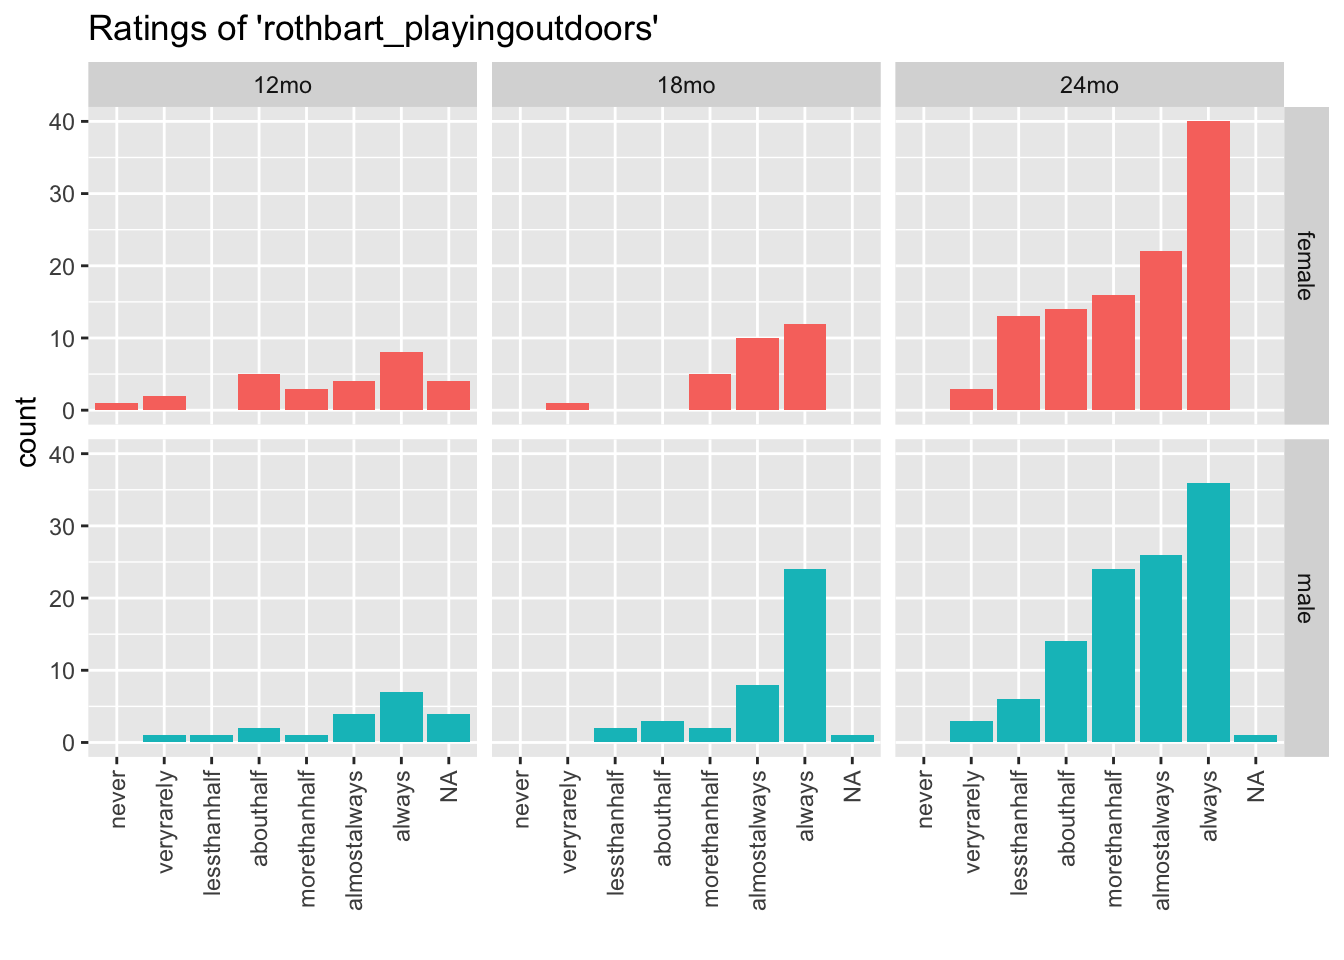 Ratings of 'rothbart_playingoutdoors'
12mo 18mo 24mo
40
30
20
10
0
female
count
40
30
20
10
0
male
never veryrarely lessthanhalf abouthalf morethanhalf almostalways always NA never veryrarely lessthanhalf abouthalf morethanhalf almostalways always NA never veryrarely lessthanhalf abouthalf morethanhalf almostalways always NA